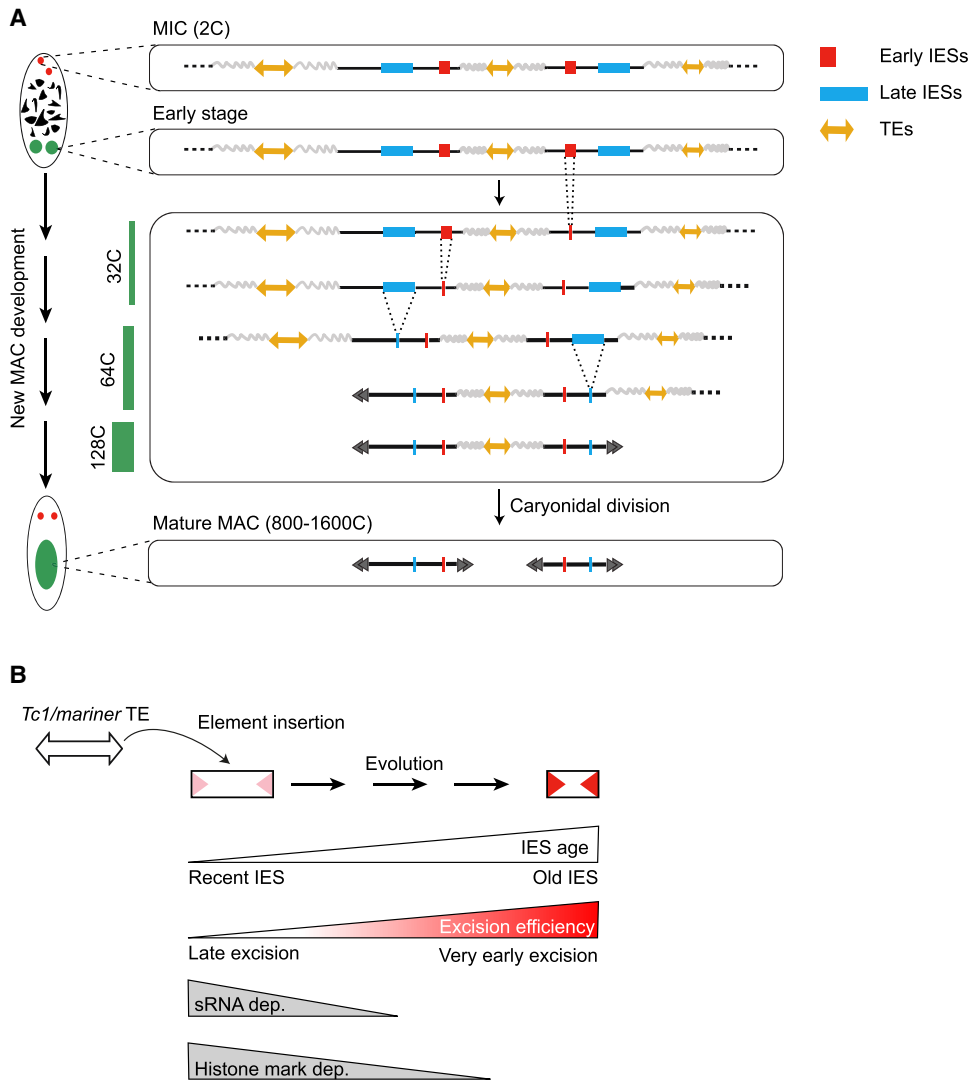 A
MIC (2C)
Early IESs
Late IESs
TEs
Early stage
New MAC development
32C
64C
128C
Caryonidal division
Mature MAC (800-1600C)
B
Tc1/mariner TE
Element insertion
Evolution
IES age
Recent IES
Old IES
Excision efficiency
Late excision
Very early excision
sRNA dep.
Histone mark dep.